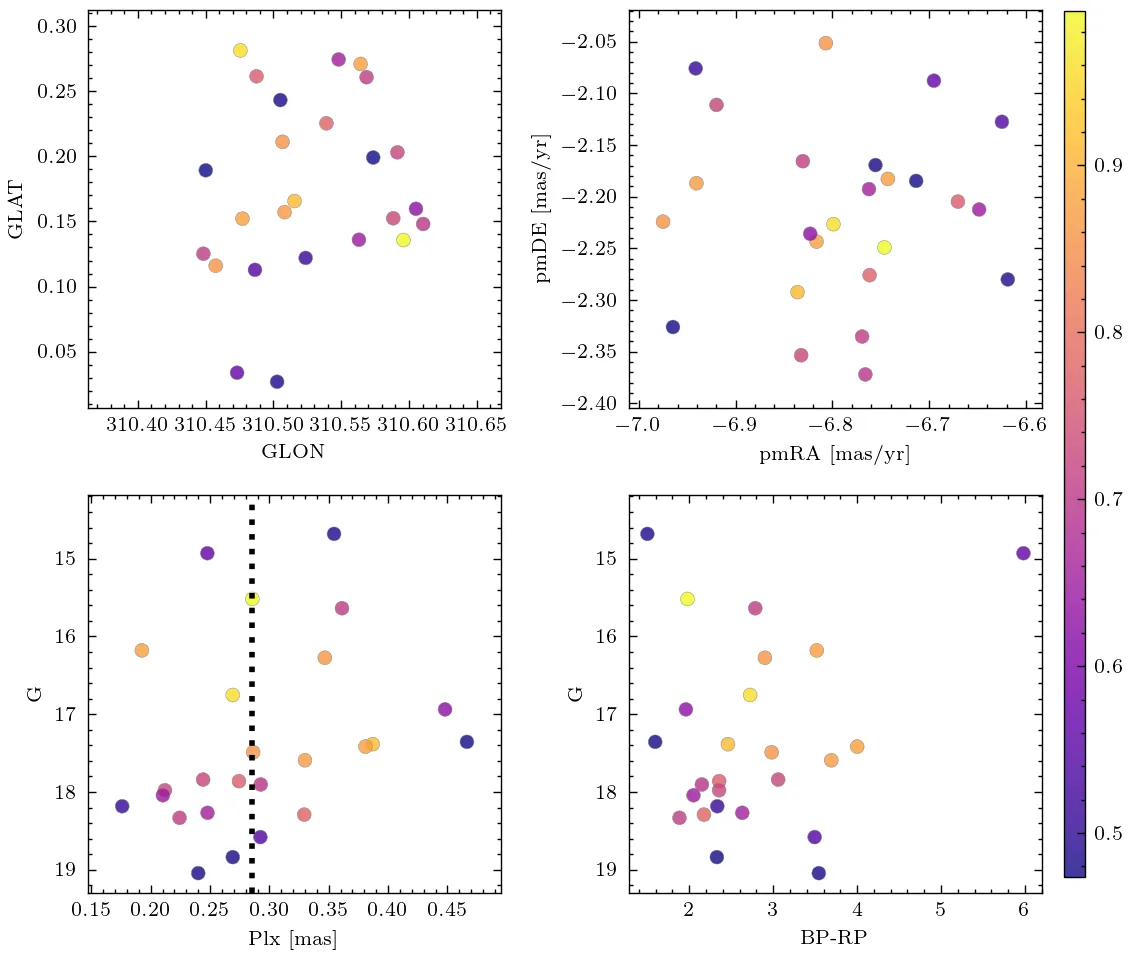 0.30
0.25
0.20
0.15
0.10
0.05
GLAT
310.40 310.45 310.50 310.55 310.60 310.65
GLON
−2.05
−2.10
−2.15
−2.20
−2.25
−2.30
−2.35
−2.40
pmDE [mas/yr]
−7.0 −6.9 −6.8 −6.7 −6.6
pmRA [mas/yr]
0.9
0.8
0.7
0.6
0.5
15
16
17
18
19
G
0.15 0.20 0.25 0.30 0.35 0.40 0.45
Plx [mas]
15
16
17
18
19
G
2 3 4 5 6
BP-RP